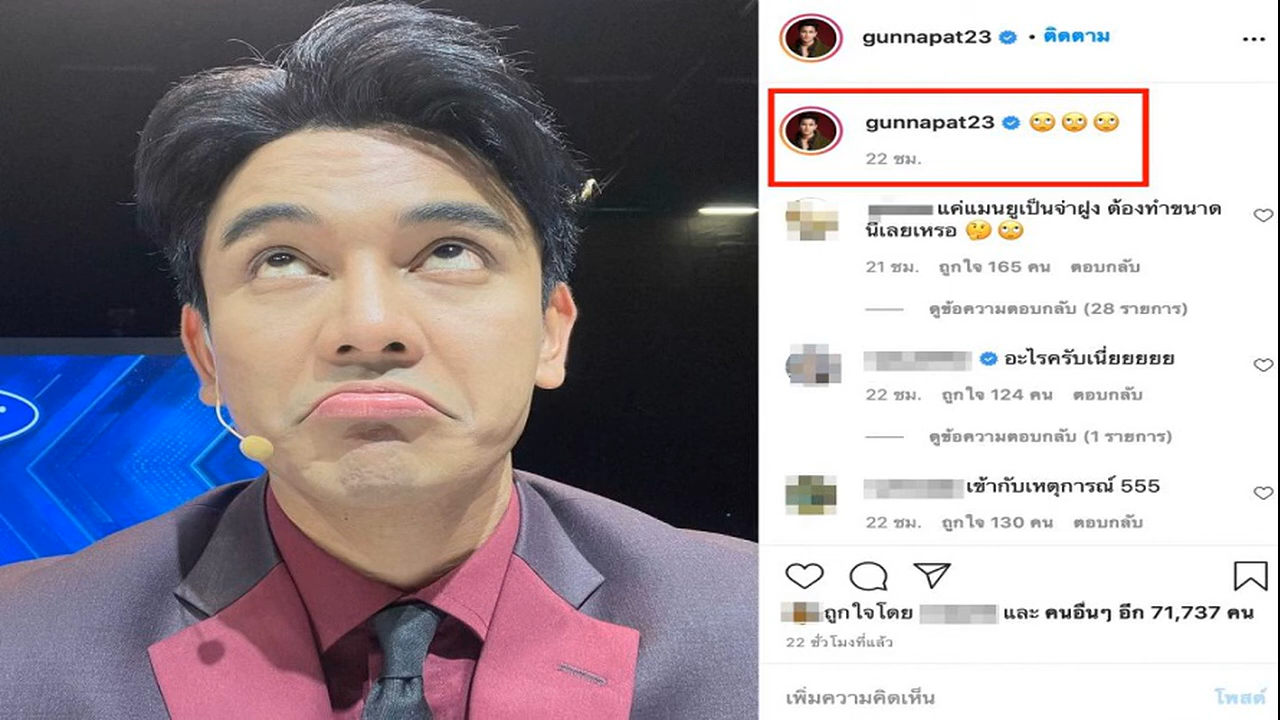 gunnapat23 • ติดตาม
gunnapat23 🙄🙄🙄
22 ชม.
แค่แมนยูเป็นจ่าฝูง ต้องทำขนาด
นี้เลยเหรอ 🤔🙄
21 ชม. ถูกใจ 165 คน ตอบกลับ
ดูข้อความตอบกลับ (28 รายการ)
อะไรครับเนี่ยยยยย
22 ชม. ถูกใจ 124 คน ตอบกลับ
ดูข้อความตอบกลับ (1 รายการ)
เข้ากับเหตุการณ์ 555
22 ชม. ถูกใจ 130 คน ตอบกลับ
ถูกใจโดย และ คนอื่นๆ อีก 71,737 คน
22 ชั่วโมงที่แล้ว
เพิ่มความคิดเห็น โพสต์